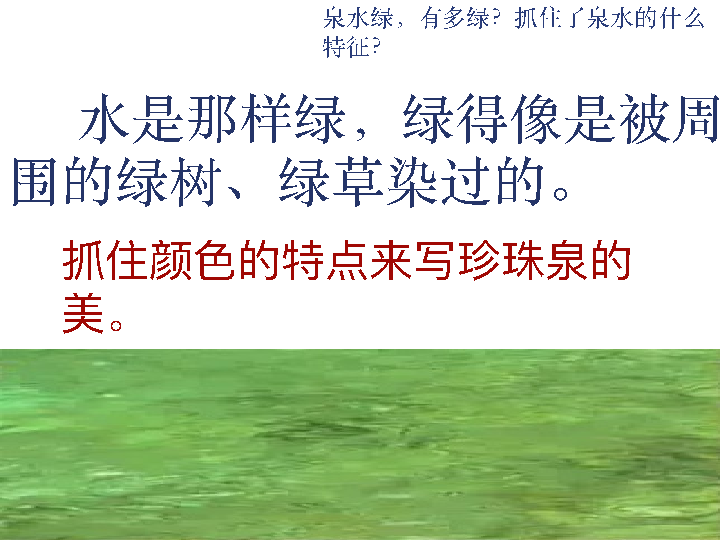 泉水绿，有多绿？抓住了泉水的什么
特征？
水是那样绿，绿得像是被周
围的绿树、绿草染过的。
抓住颜色的特点来写珍珠泉的
美。